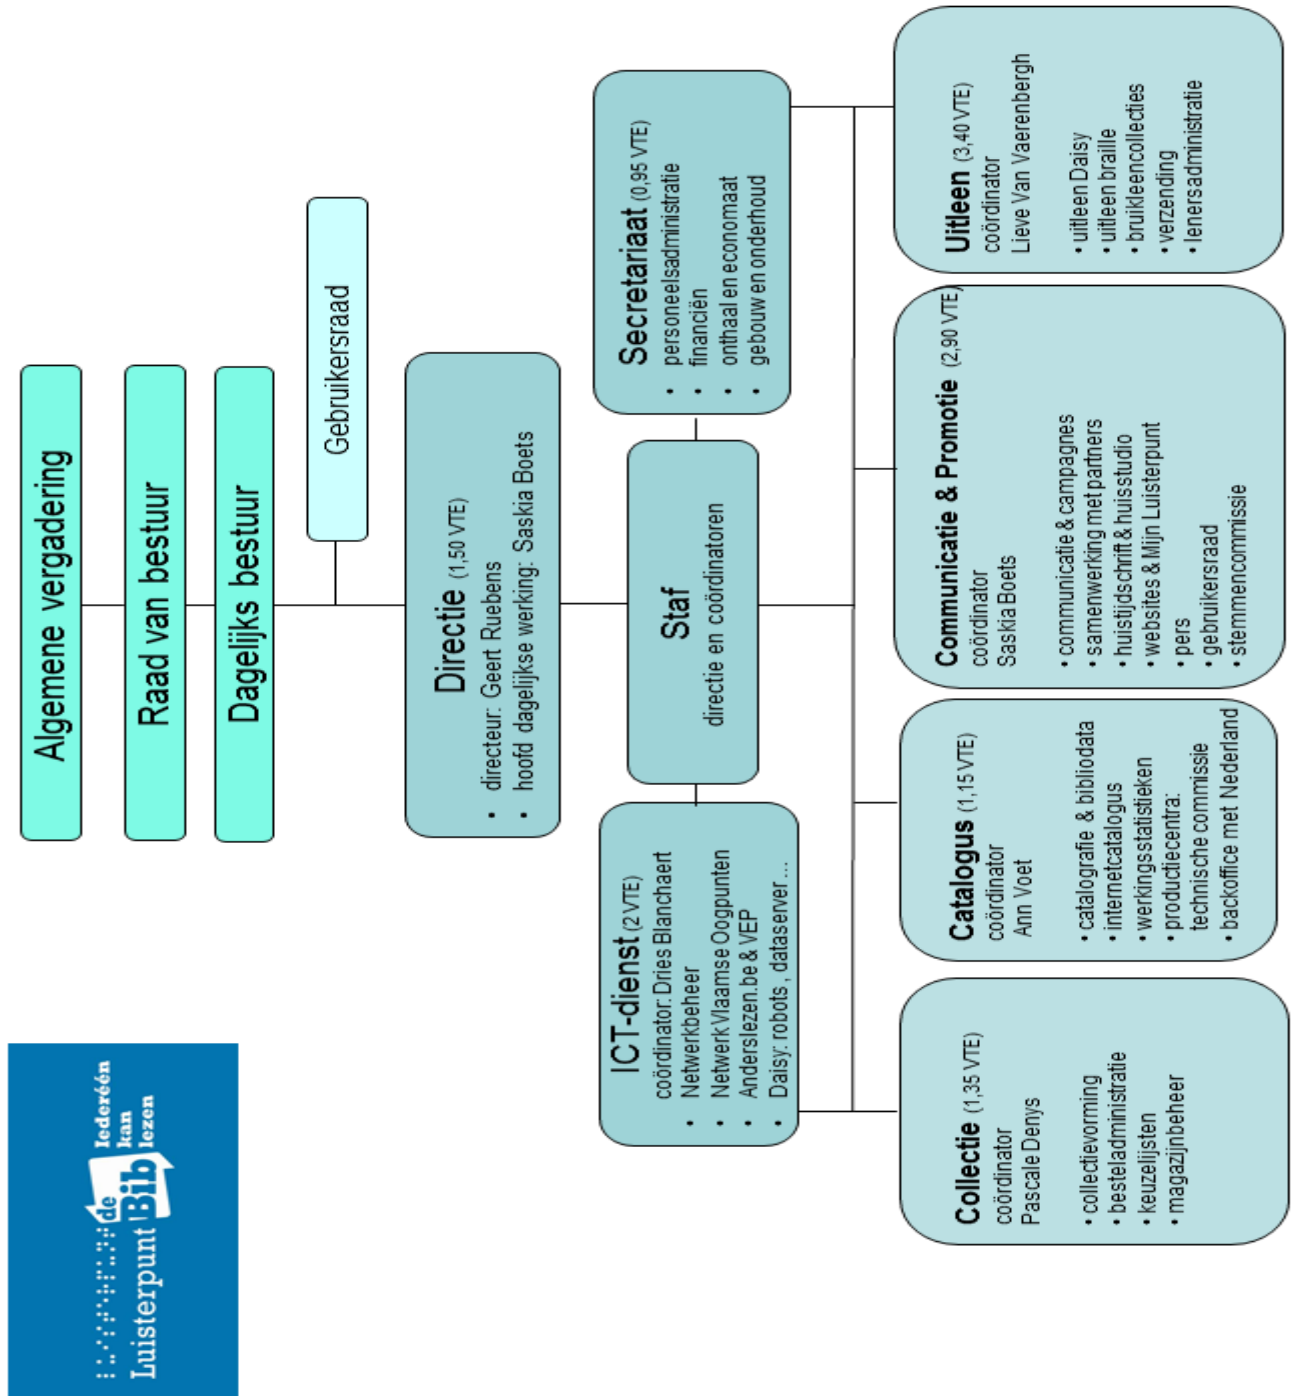 Luisterpunt
de
Bib
Iederéén
kan
lezen
Algemene vergadering
Raad van bestuur
Dagelijks bestuur
Gebruikersraad
Directie (1,50 VTE)
• directeur: Geert Ruebens
• hoofd dagelijkse werking: Saskia Boets
ICT-dienst (2 VTE)
coördinator: Dries Blanchaert
• Netwerkbeheer
• Netwerk Vlaamse Oogpunten
Anderslezen.be & VEP
• Daisy: robots , dataserver...
Staf
directie en coördinatoren
Secretariaat (0,95 VTE)
• personeelsadministratie
• financiën
• onthaal en economaat
• gebouw en onderhoud
Collectie (1,35 VTE)
coördinator
Pascale Denys
• collectievorming
• besteladministratie
• keuzelijsten
• magazijnbeheer
Catalogus (1,15 VTE)
coördinator
Ann Voet
• catalografie & bibliodata
• internetcatalogus
• werkingsstatistieken
• productiecentra:
technische commissie
• backoffice met Nederland
Communicatie & Promotie (2,90 VTE)
coördinator
Saskia Boets
• communicatie & campagnes
• samenwerking met partners
• huistijdschrift & huisstudio
• websites & Mijn Luisterpunt
• pers
• gebruikersraad
• stemmencommissie
Uitleen (3,40 VTE)
coördinator
Lieve Van Vaerenbergh
• uitleen Daisy
• uitleen braille
• bruikleencollecties
• verzending
• lenersadministratie